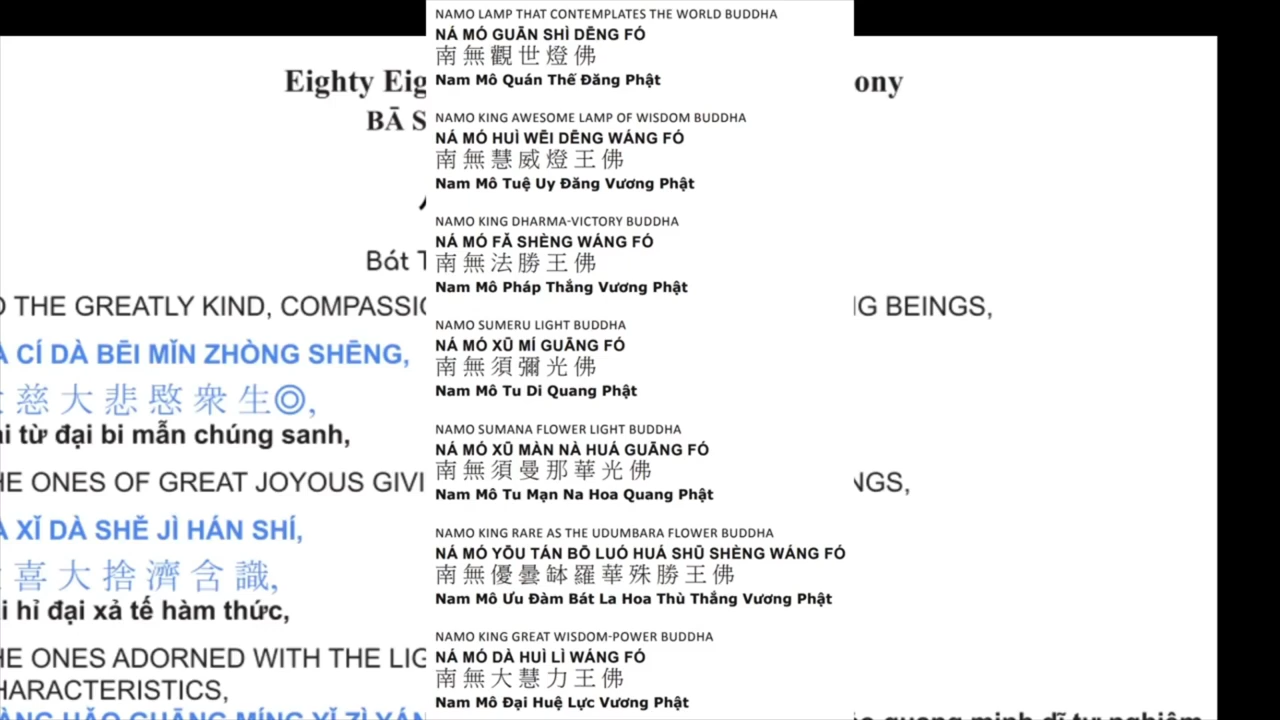 NAMO LAMP THAT CONTEMPLATES THE WORLD BUDDHA
NÁ MÓ GUĀN SHÌ DĒNG FÓ
南無觀世燈佛
Nam Mô Quán Thế Đăng Phật
NAMO KING AWESOME LAMP OF WISDOM BUDDHA
NÁ MÓ HUÌ WĒI DĒNG WÁNG FÓ
南無慧威燈王佛
Nam Mô Tuệ Uy Đăng Vương Phật
NAMO KING DHARMA-VICTORY BUDDHA
NÁ MÓ FǍ SHÈNG WÁNG FÓ
南無法勝王佛
Nam Mô Pháp Thắng Vương Phật
NAMO SUMERU LIGHT BUDDHA
NÁ MÓ XŪ MÍ GUĀNG FÓ
南無須彌光佛
Nam Mô Tu Di Quang Phật
NAMO SUMANA FLOWER LIGHT BUDDHA
NÁ MÓ XŪ MÀN NÀ HUÁ GUĀNG FÓ
南無須曼那華光佛
Nam Mô Tu Mạn Na Hoa Quang Phật
NAMO KING RARE AS THE UDUMBARA FLOWER BUDDHA
NÁ MÓ YŌU TÁN BŌ LUÓ HUÁ SHŪ SHÈNG WÁNG FÓ
南無優曇缽羅華殊勝王佛
Nam Mô Ưu Đàm Bát La Hoa Thù Thắng Vương Phật
NAMO KING GREAT WISDOM-POWER BUDDHA
NÁ MÓ DÀ HUÌ LÌ WÁNG FÓ
南無大慧力王佛
Nam Mô Đại Huệ Lực Vương Phật
Eighty Eig ony
BĀ S
Bát T
THE GREATLY KIND, COMPASSIO G BEINGS,
CÍ DÀ BĒI MǏN ZHÒNG SHĒNG,
慈大悲愍衆生◎,
từ đại bi mẫn chúng sanh,
HE ONES OF GREAT JOYOUS GIVI NGS,
XǏ DÀ SHĚ JÌ HÁN SHÍ,
喜大捨濟含識,
hỉ đại xả tế hàm thức,
HE ONES ADORNED WITH THE LIG
HARACTERISTICS,
HǍO GUĀNG MÍNG YǏ ZÌ quang minh dĩ tự nghiêm